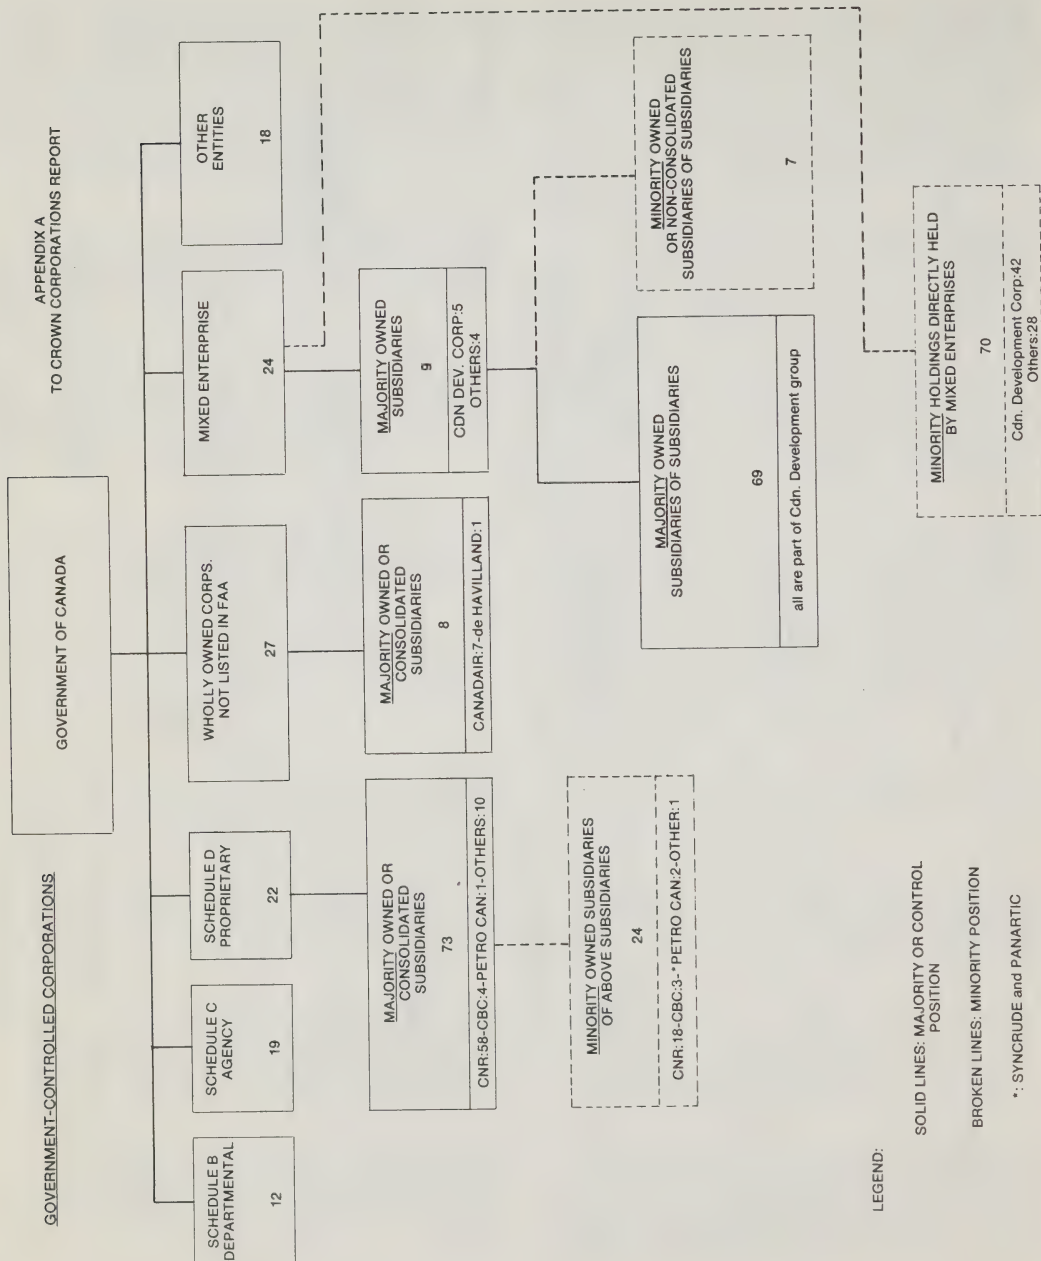 APPENDIX A
TO CROWN CORPORATIONS REPORT
GOVERNMENT-CONTROLLED CORPORATIONS
GOVERNMENT OF CANADA
SCHEDULE B
DEPARTMENTAL
12
SCHEDULE C
AGENCY
19
SCHEDULE D
PROPRIETARY
22
WHOLLY OWNED CORPS.
NOT LISTED IN FAA
27
MIXED ENTERPRISE
24
OTHER
ENTITIES
18
MAJORITY OWNED OR
CONSOLIDATED
SUBSIDIARIES
73
CNR:58-CBC:4-PETRO CAN:1-OTHERS:10
MAJORITY OWNED OR
CONSOLIDATED
SUBSIDIARIES
8
CANADAIR:7-de HAVILLAND:1
MAJORITY OWNED
SUBSIDIARIES
9
CDN DEV. CORP:5
OTHERS:4
MINORITY OWNED SUBSIDIARIES
OF ABOVE SUBSIDIARIES
24
CNR:18-CBC:3-*PETRO CAN:2-OTHER:1
MAJORITY OWNED
SUBSIDIARIES OF SUBSIDIARIES
69
all are part of Cdn. Development group
MINORITY OWNED
OR NON-CONSOLIDATED
SUBSIDIARIES OF SUBSIDIARIES
7
MINORITY HOLDINGS DIRECTLY HELD
BY MIXED ENTERPRISES
70
Cdn. Development Corp:42
Others:28
LEGEND:
SOLID LINES: MAJORITY OR CONTROL
POSITION
BROKEN LINES: MINORITY POSITION
*: SYNCRUDE and PANARTIC